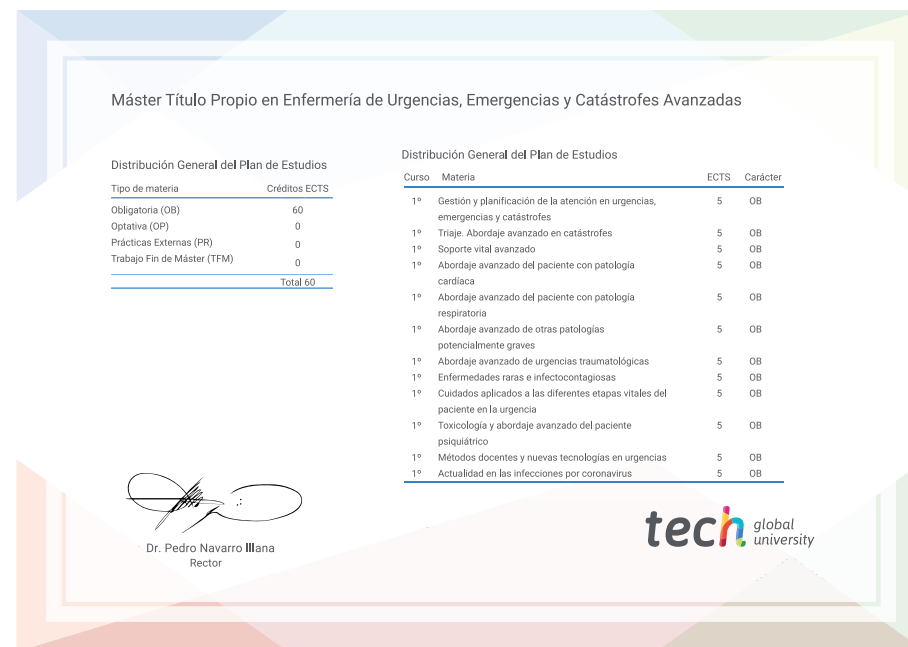 Máster Título Propio en Enfermería de Urgencias, Emergencias y Catástrofes Avanzadas
Distribución General del Plan de Estudios
Tipo de materia Créditos ECTS
Obligatoria (OB) 60
Optativa (OP) 0
Prácticas Externas (PR) 0
Trabajo Fin de Máster (TFM) 0
Total 60
Distribución General del Plan de Estudios
Curso Materia ECTS Carácter
1º Gestión y planificación de la atención en urgencias, 5 OB
emergencias y catástrofes
1º Triaje. Abordaje avanzado en catástrofes 5 OB
1º Soporte vital avanzado 5 OB
1º Abordaje avanzado del paciente con patología 5 OB
cardíaca
1º Abordaje avanzado del paciente con patología 5 OB
respiratoria
1º Abordaje avanzado de otras patologías 5 OB
potencialmente graves
1º Abordaje avanzado de urgencias traumatológicas 5 OB
1º Enfermedades raras e infectocontagiosas 5 OB
1º Cuidados aplicados a las diferentes etapas vitales del 5 OB
paciente en la urgencia
1º Toxicología y abordaje avanzado del paciente 5 OB
psiquiátrico
1º Métodos docentes y nuevas tecnologías en urgencias 5 OB
1º Actualidad en las infecciones por coronavirus 5 OB
Dr. Pedro Navarro Illana
Rector
tech global
university